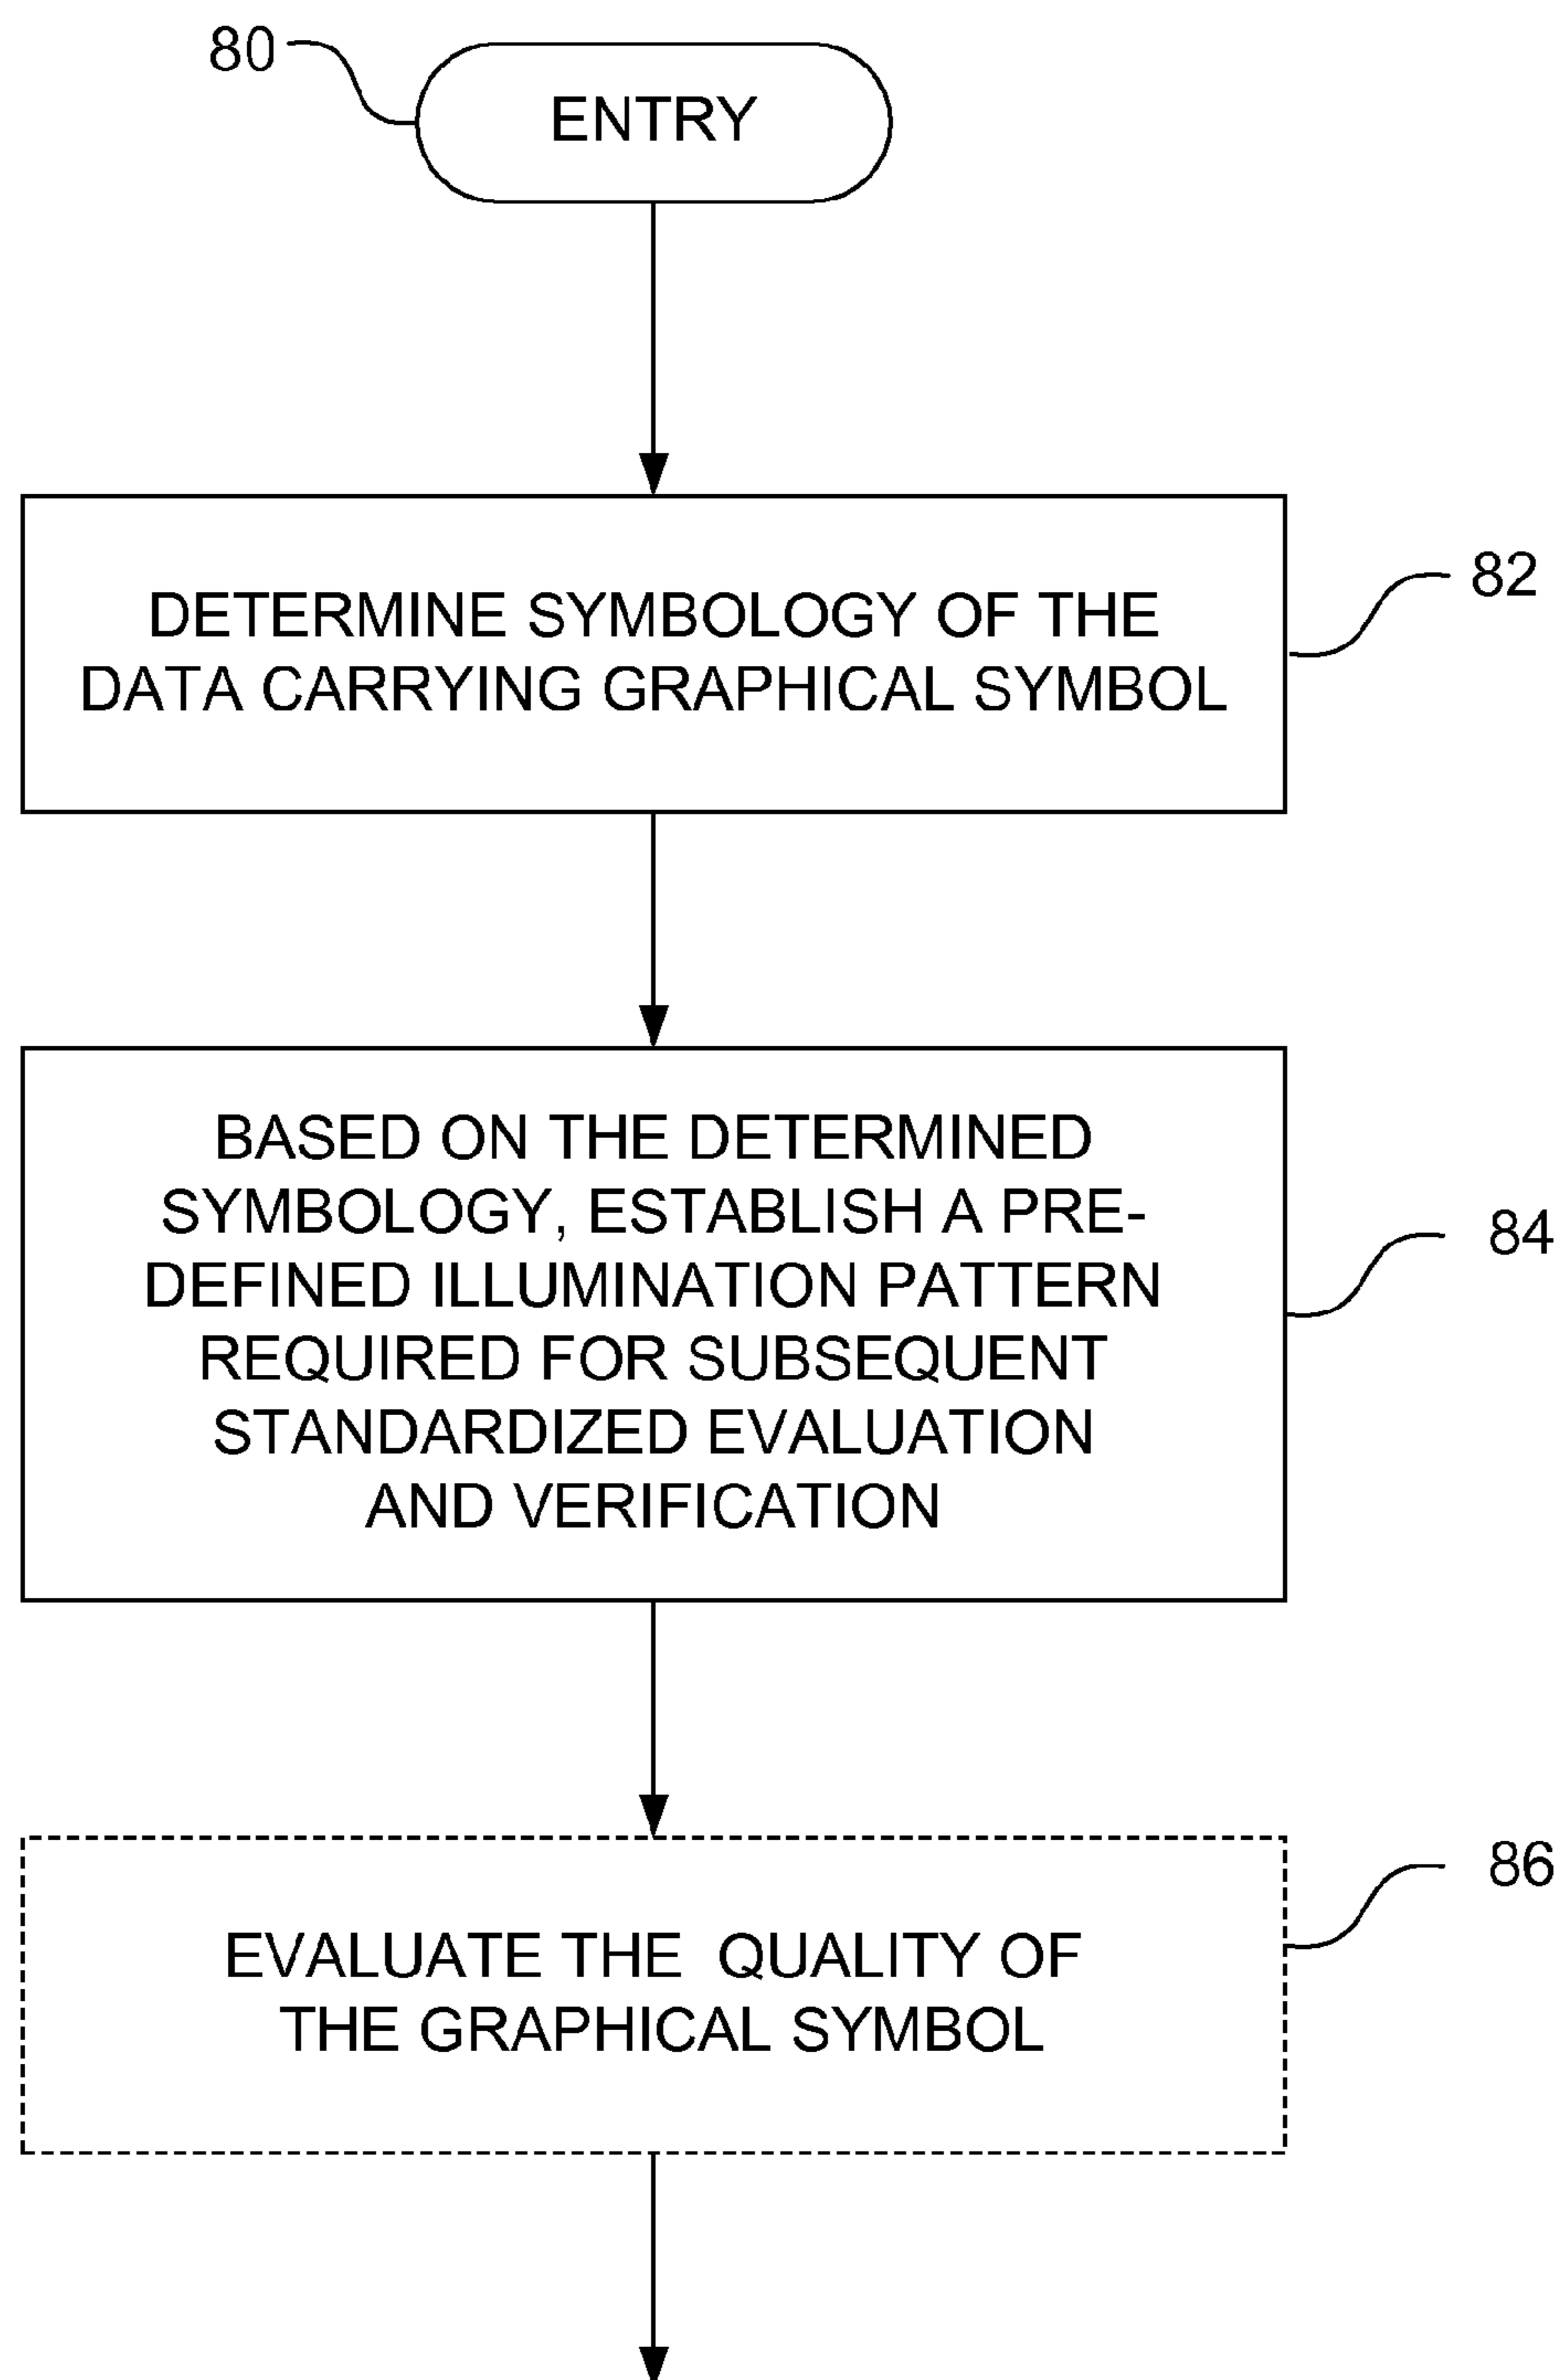 80
ENTRY
DETERMINE SYMBOLOGY OF THE
DATA CARRYING GRAPHICAL SYMBOL
82
BASED ON THE DETERMINED
SYMBOLOGY, ESTABLISH A PRE-
DEFINED ILLUMINATION PATTERN
REQUIRED FOR SUBSEQUENT
STANDARDIZED EVALUATION
AND VERIFICATION
84
EVALUATE THE QUALITY OF
THE GRAPHICAL SYMBOL
86